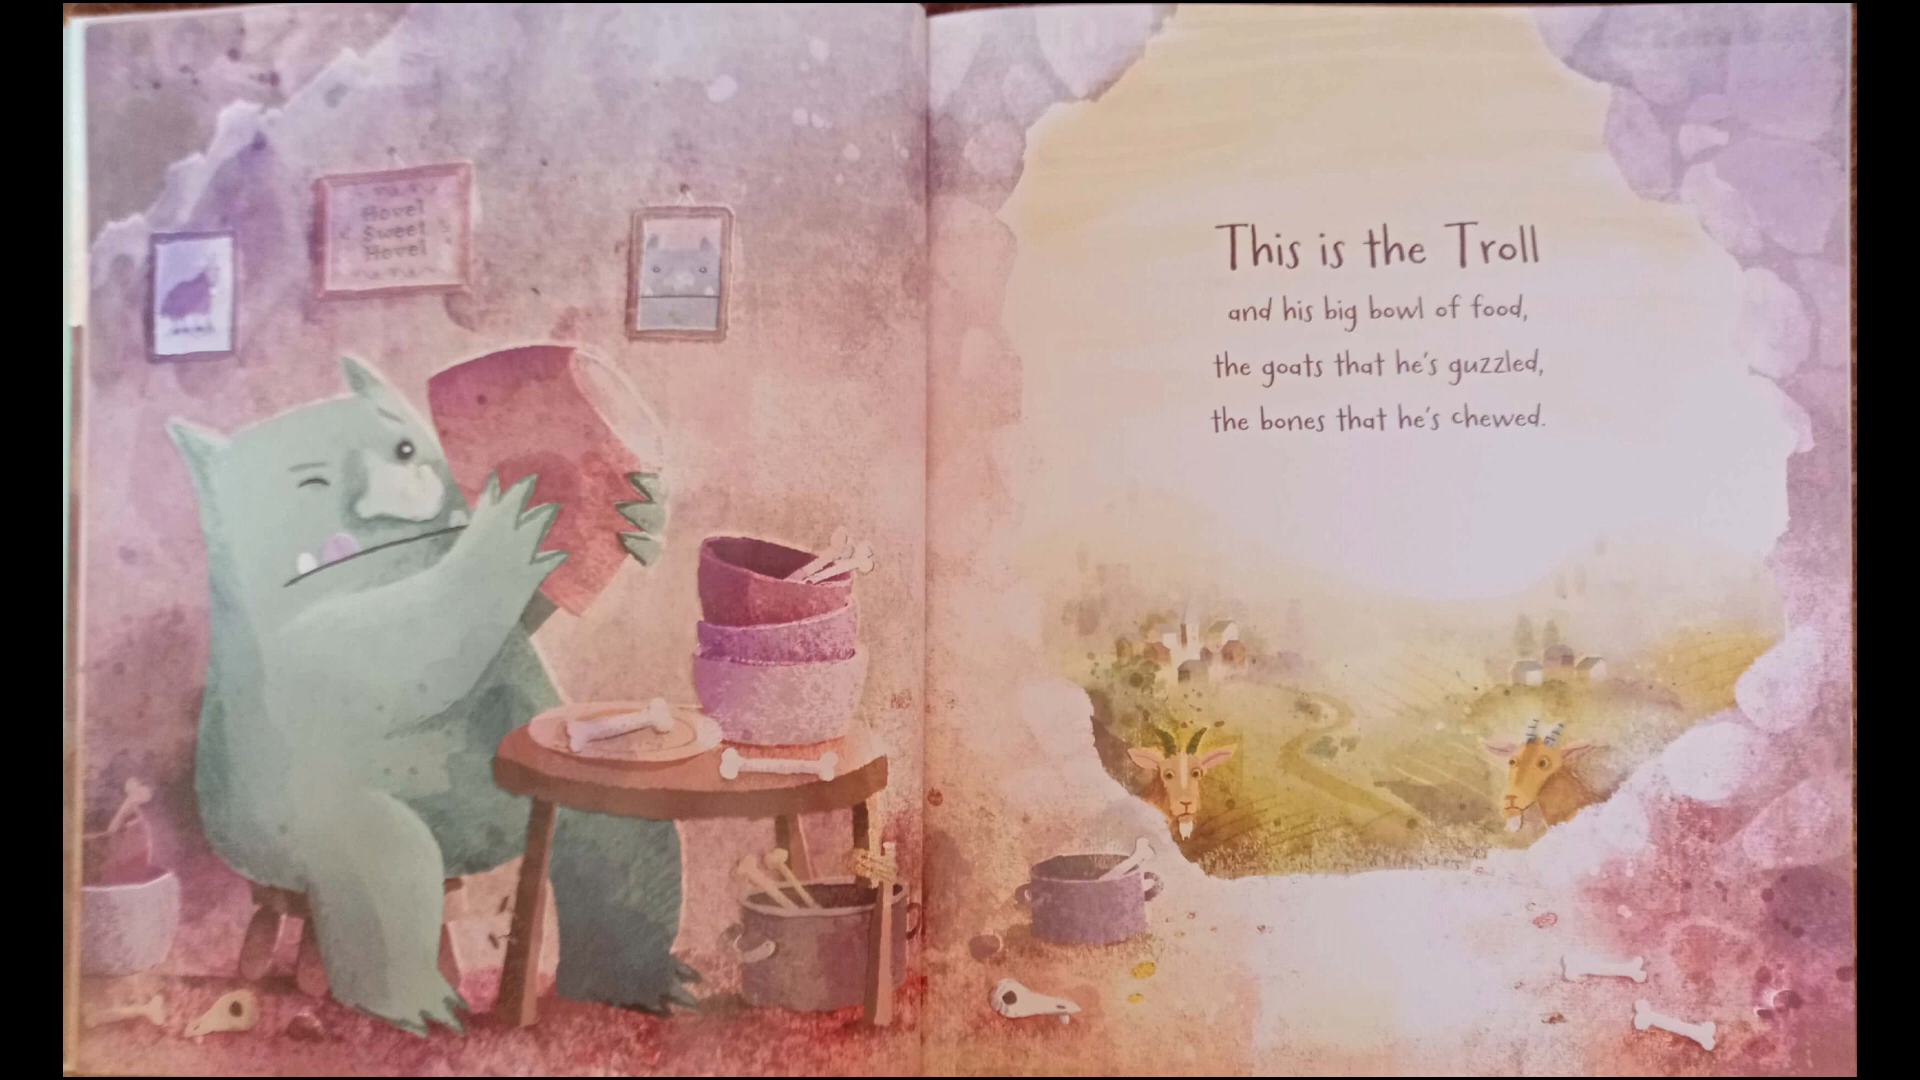 Hovel
Sweet
Hovel
This is the Troll
and his big bowl of food,
the goats that he's guzzled,
the bones that he's chewed.